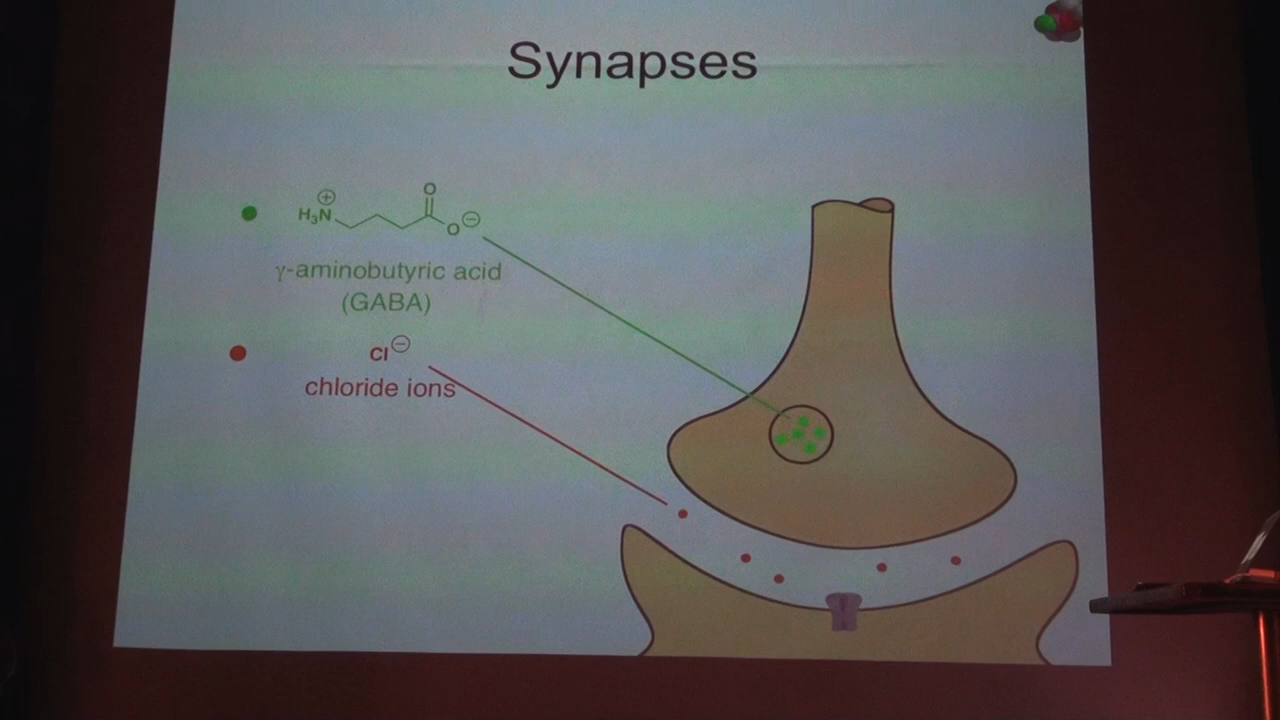 Synapses
H₃N⊕ O O⊖
γ-aminobutyric acid
(GABA)
Cl⊖
chloride ions